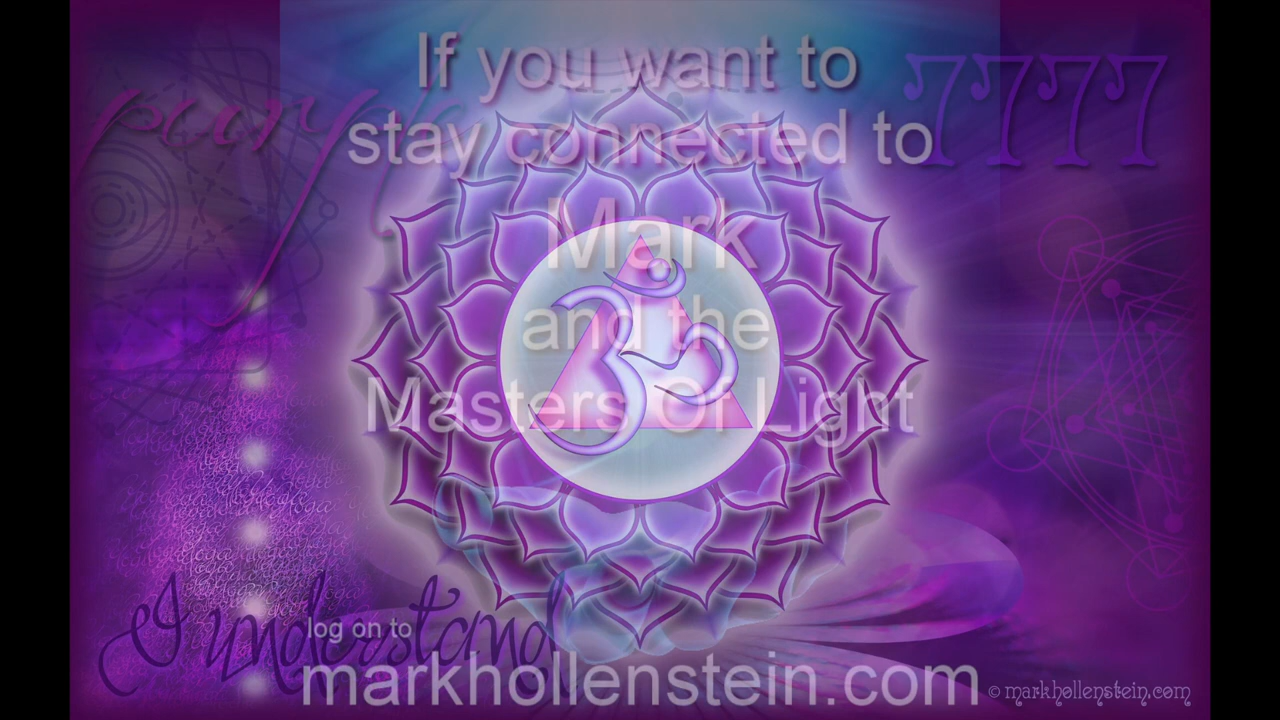 If you want to
stay connected to
7777
Mark
and the
Masters Of Light
ॐ
I understand
log on to
markhollenstein.com
© markhollenstein.com